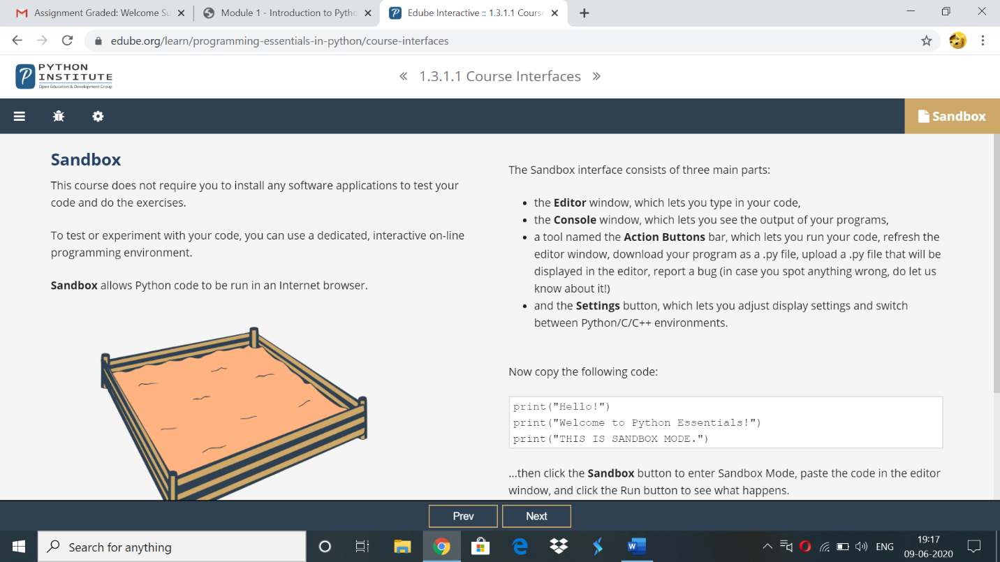 Assignment Graded: Welcome Su
Module 1 - Introduction to Pytho
Edube Interactive :: 1.3.1.1 Course
edube.org/learn/programming-essentials-in-python/course-interfaces
PYTHON
INSTITUTE
Open Education & Development Group
« 1.3.1.1 Course Interfaces »
Sandbox
Sandbox
This course does not require you to install any software applications to test your
code and do the exercises.
To test or experiment with your code, you can use a dedicated, interactive on-line
programming environment.
Sandbox allows Python code to be run in an Internet browser.
The Sandbox interface consists of three main parts:
• the Editor window, which lets you type in your code,
• the Console window, which lets you see the output of your programs,
• a tool named the Action Buttons bar, which lets you run your code, refresh the
editor window, download your program as a .py file, upload a .py file that will be
displayed in the editor, report a bug (in case you spot anything wrong, do let us
know about it!)
• and the Settings button, which lets you adjust display settings and switch
between Python/C/C++ environments.
Now copy the following code:
print("Hello!")
print("Welcome to Python Essentials!")
print("THIS IS SANDBOX MODE.")
...then click the Sandbox button to enter Sandbox Mode, paste the code in the editor
window, and click the Run button to see what happens.
Prev
Next
Search for anything
ENG
19:17
09-06-2020